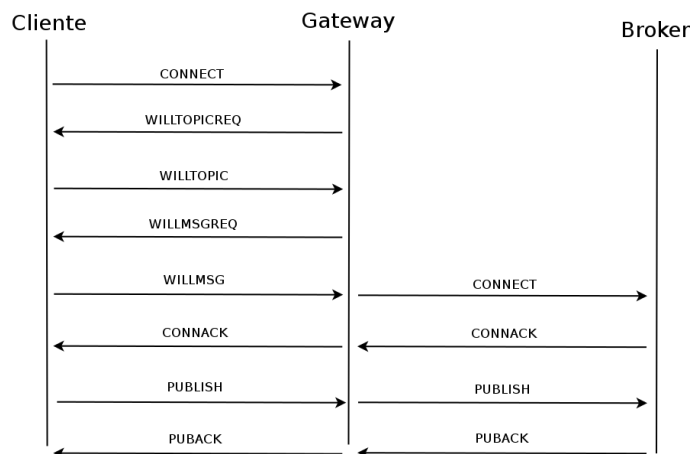 Cliente
Gateway
Broker
CONNECT
WILLTOPICREQ
WILLTOPIC
WILLMSGREQ
WILLMSG
CONNECT
CONNACK
CONNACK
PUBLISH
PUBLISH
PUBACK
PUBACK